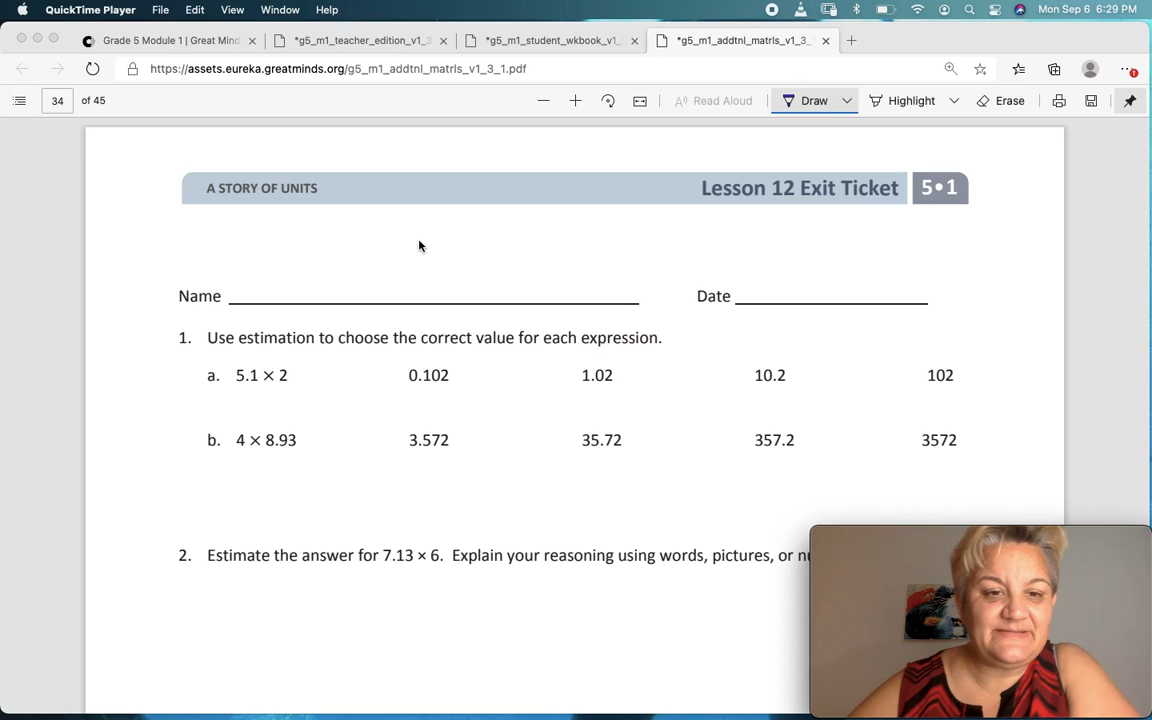 QuickTime Player File Edit View Window Help Mon Sep 6 6:29 PM
Grade 5 Module 1 | Great Mind *g5_m1_teacher_edition_v1_3 *g5_m1_student_wkbook_v1_ *g5_m1_addtnl_matrls_v1_3_
https://assets.eureka.greatminds.org/g5_m1_addtnl_matrls_v1_3_1.pdf
34 of 45 Read Aloud Draw Highlight Erase
A STORY OF UNITS Lesson 12 Exit Ticket 5•1
Name Date
1. Use estimation to choose the correct value for each expression.
a. 5.1 × 2 0.102 1.02 10.2 102
b. 4 × 8.93 3.572 35.72 357.2 3572
2. Estimate the answer for 7.13 × 6. Explain your reasoning using words, pictures, or